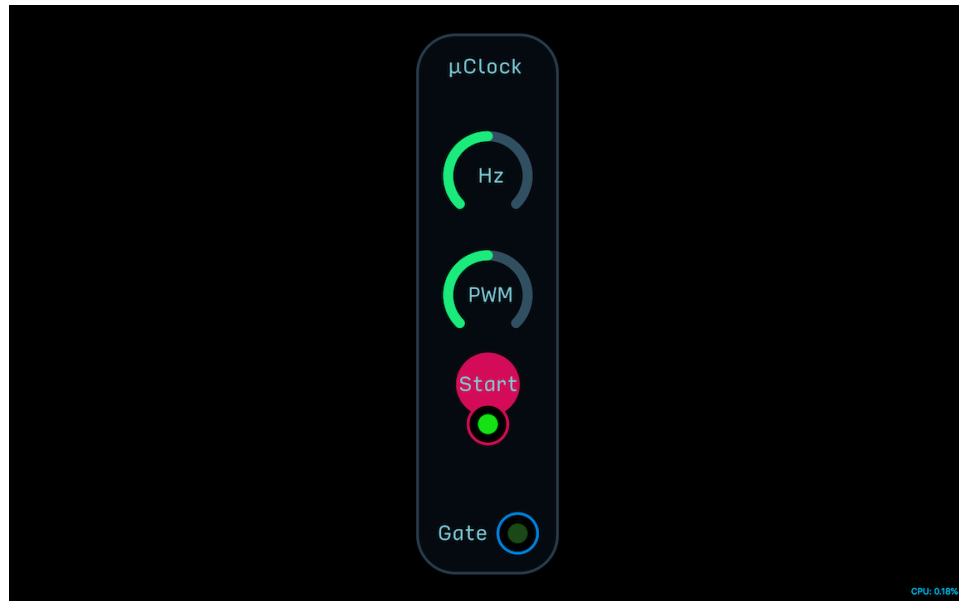 µClock
Hz
PWM
Start
Gate
CPU: 0.18%